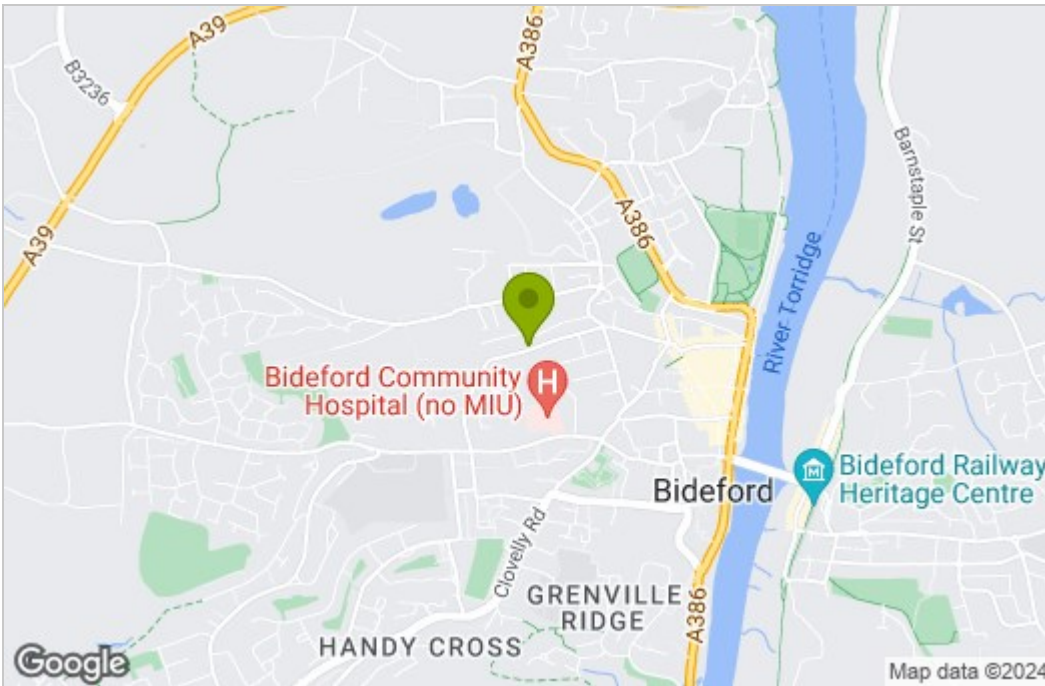 A39
A386
B3236
Barnstaple St
A386
A39
River Torridge
Bideford Community
Hospital (no MIU)
H
Bideford
Bideford Railway
Heritage Centre
Clovelly Rd
GRENVILLE
RIDGE
A386
HANDY CROSS
Google
Map data ©2024